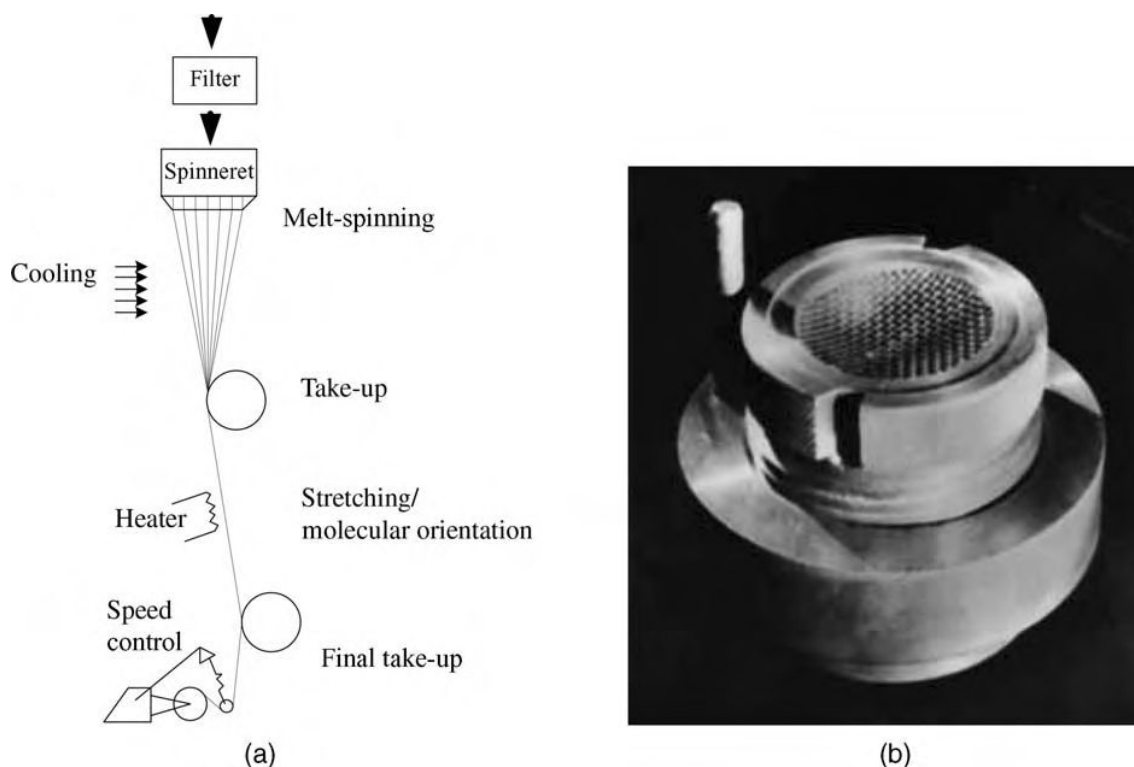 Filter
Spinneret
Melt-spinning
Cooling
Take-up
Heater
Stretching/
molecular orientation
Speed
control
Final take-up
(a)
(b)